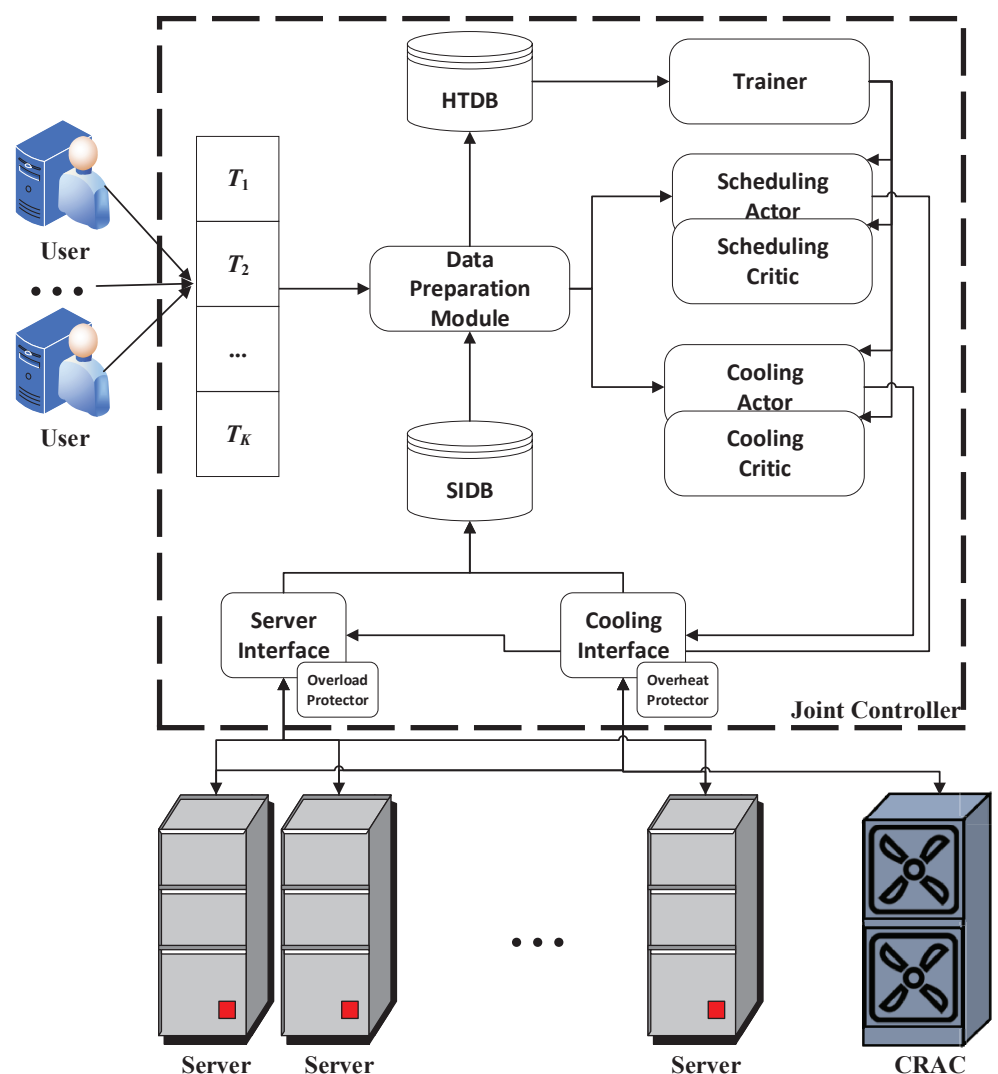 HTDB
Trainer
User
T1
T2
...
TK
Scheduling
Actor
Scheduling
Critic
Data
Preparation
Module
User
Cooling
Actor
Cooling
Critic
SIDB
Server
Interface
Overload
Protector
Cooling
Interface
Overheat
Protector
Joint Controller
Server
Server
Server
CRAC